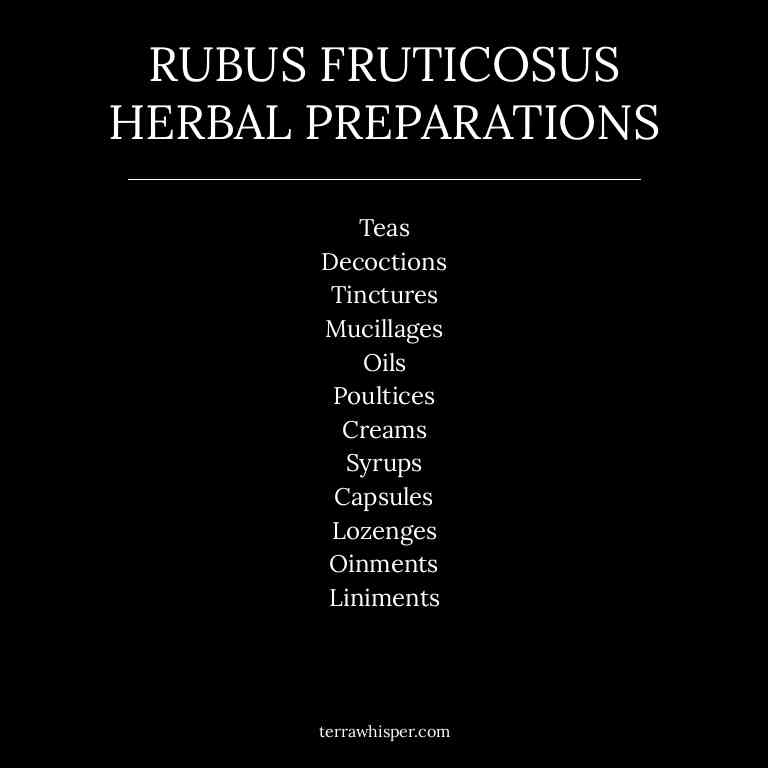 RUBUS FRUTICOSUS
HERBAL PREPARATIONS
Teas
Decoctions
Tinctures
Mucillages
Oils
Poultices
Creams
Syrups
Capsules
Lozenges
Oinments
Liniments
terrawhisper.com